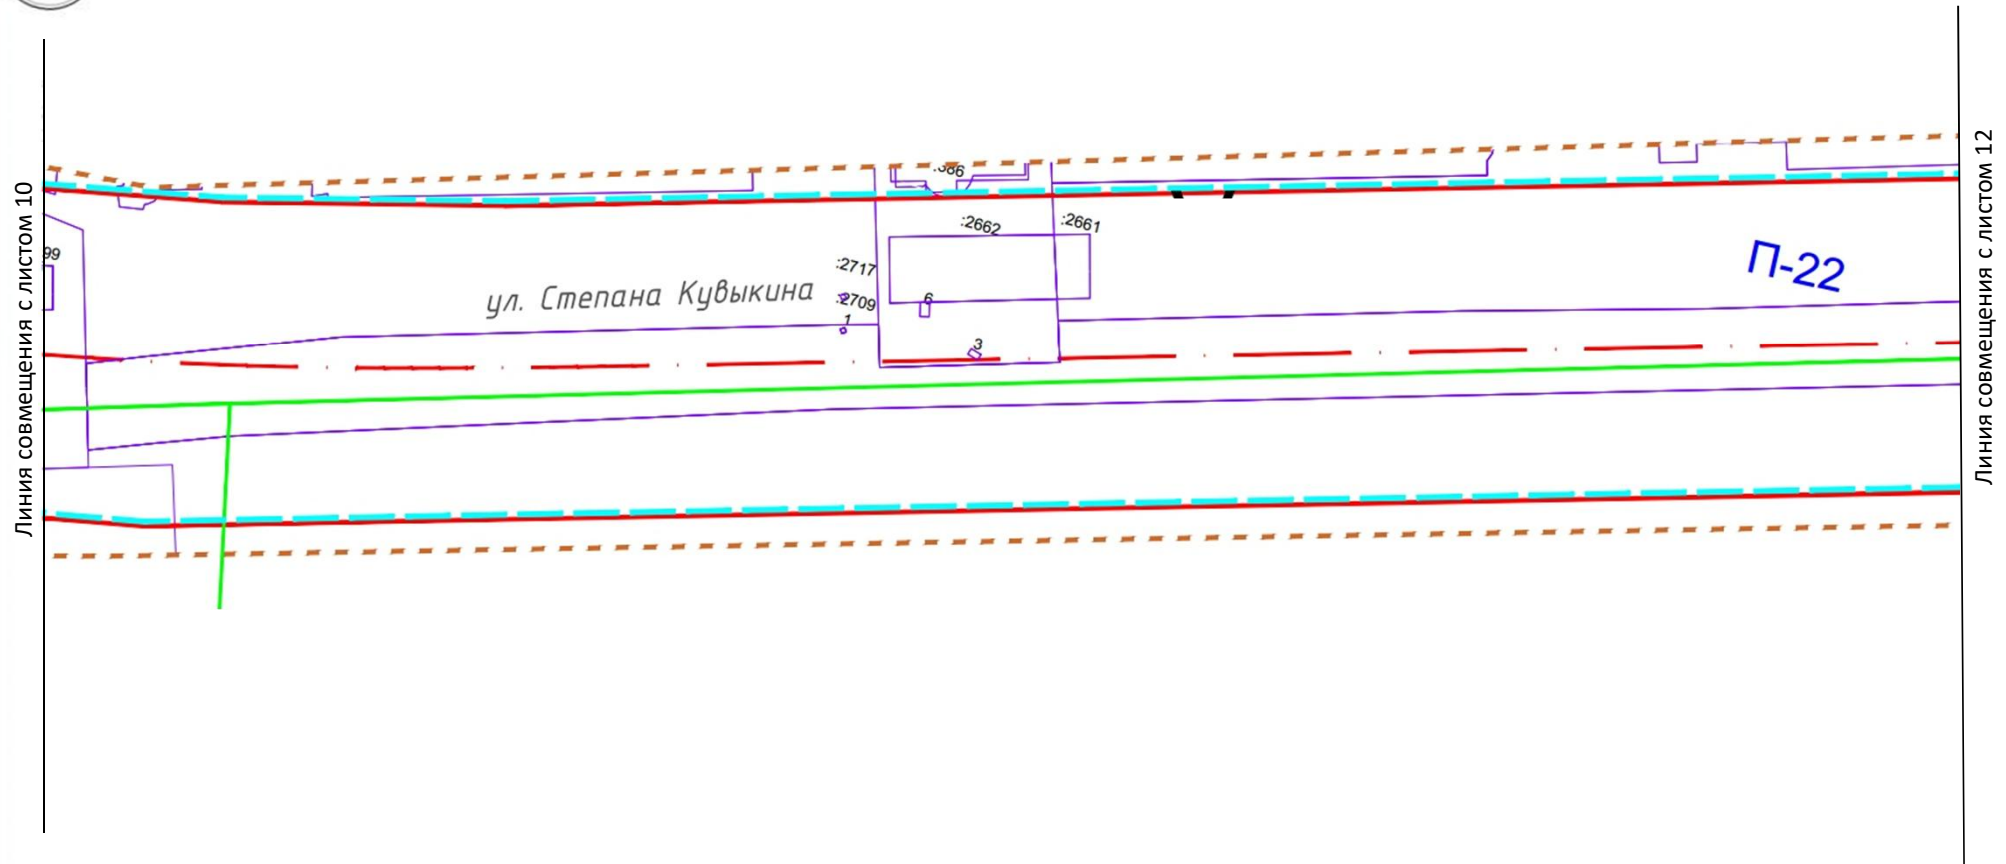 Линия совмещения с листом 10
Линия совмещения с листом 12
:2662
:2661
99
:2717
П-22
ул. Степана Кувыкина
:2709
6
1
3